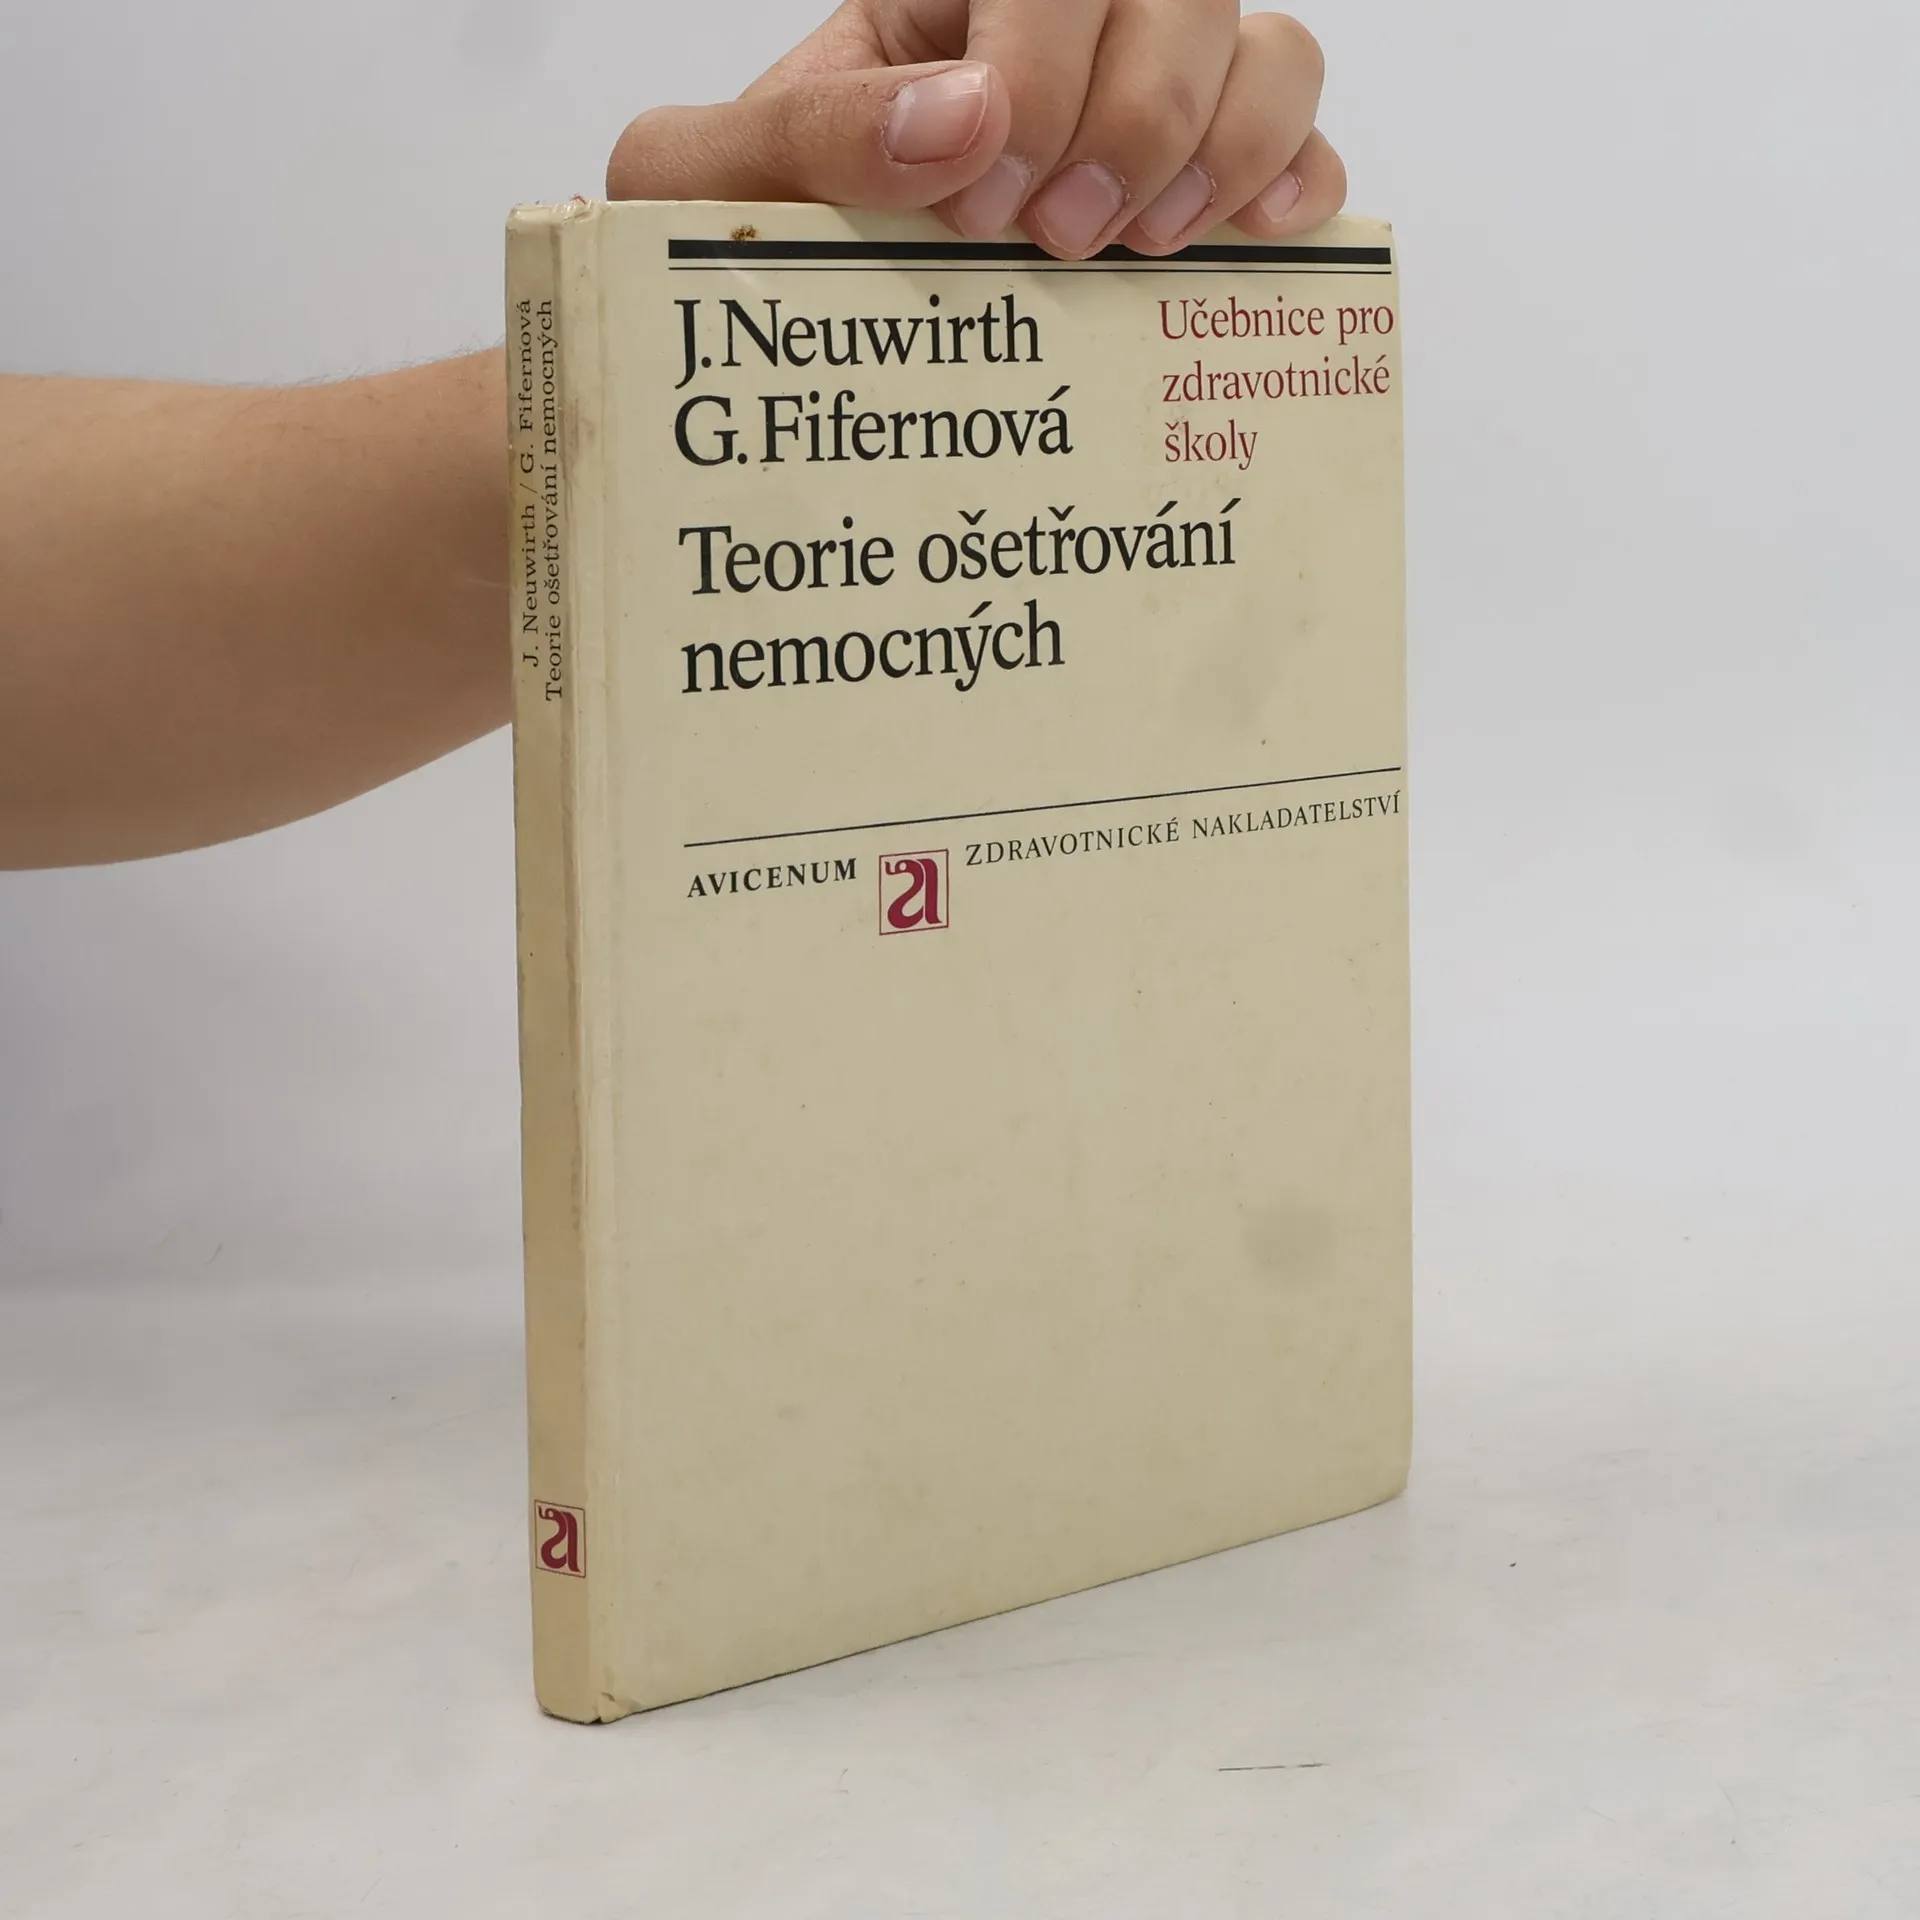 J. Neuwirth / G. Fifernová
Teorie ošetřování nemocných
J. Neuwirth
G. Fifernová
Učebnice pro
zdravotnické
školy
Teorie ošetřování
nemocných
AVICENUM a ZDRAVOTNICKÉ NAKLADATELSTVÍ
a